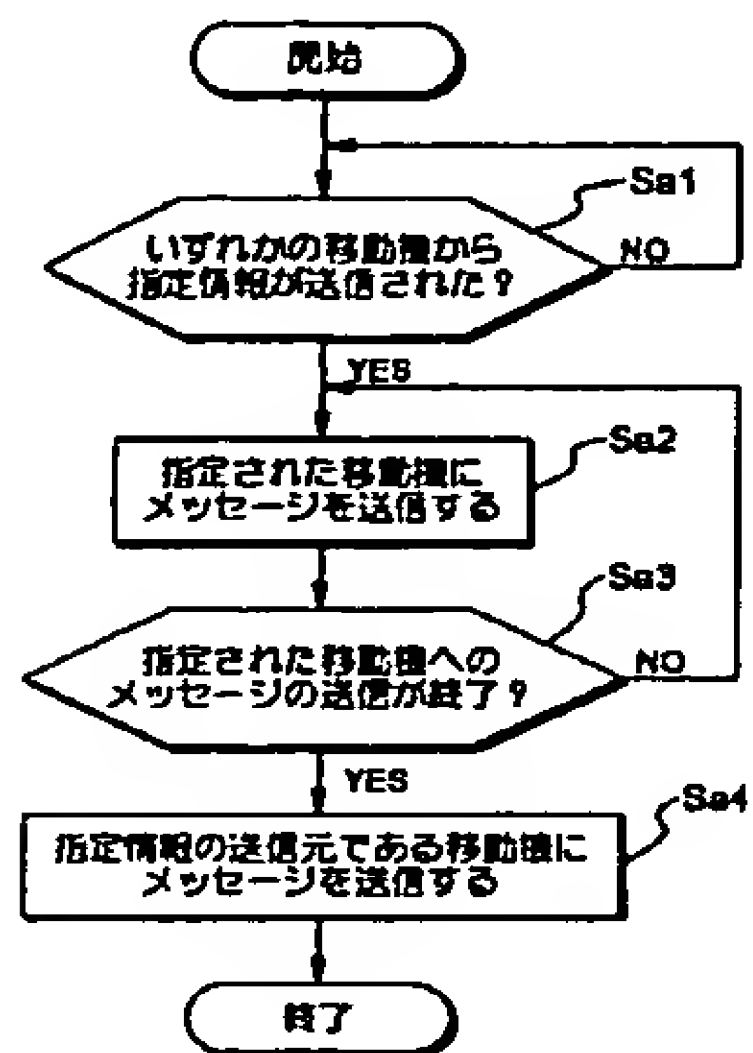 開始
Sa1
いずれかの移動機から
指定情報が送信された?
NO
YES
Sa2
指定された移動機に
メッセージを送信する
Sa3
指定された移動機への
メッセージの送信が終了?
NO
YES
Sa4
指定情報の送信元である移動機に
メッセージを送信する
終了